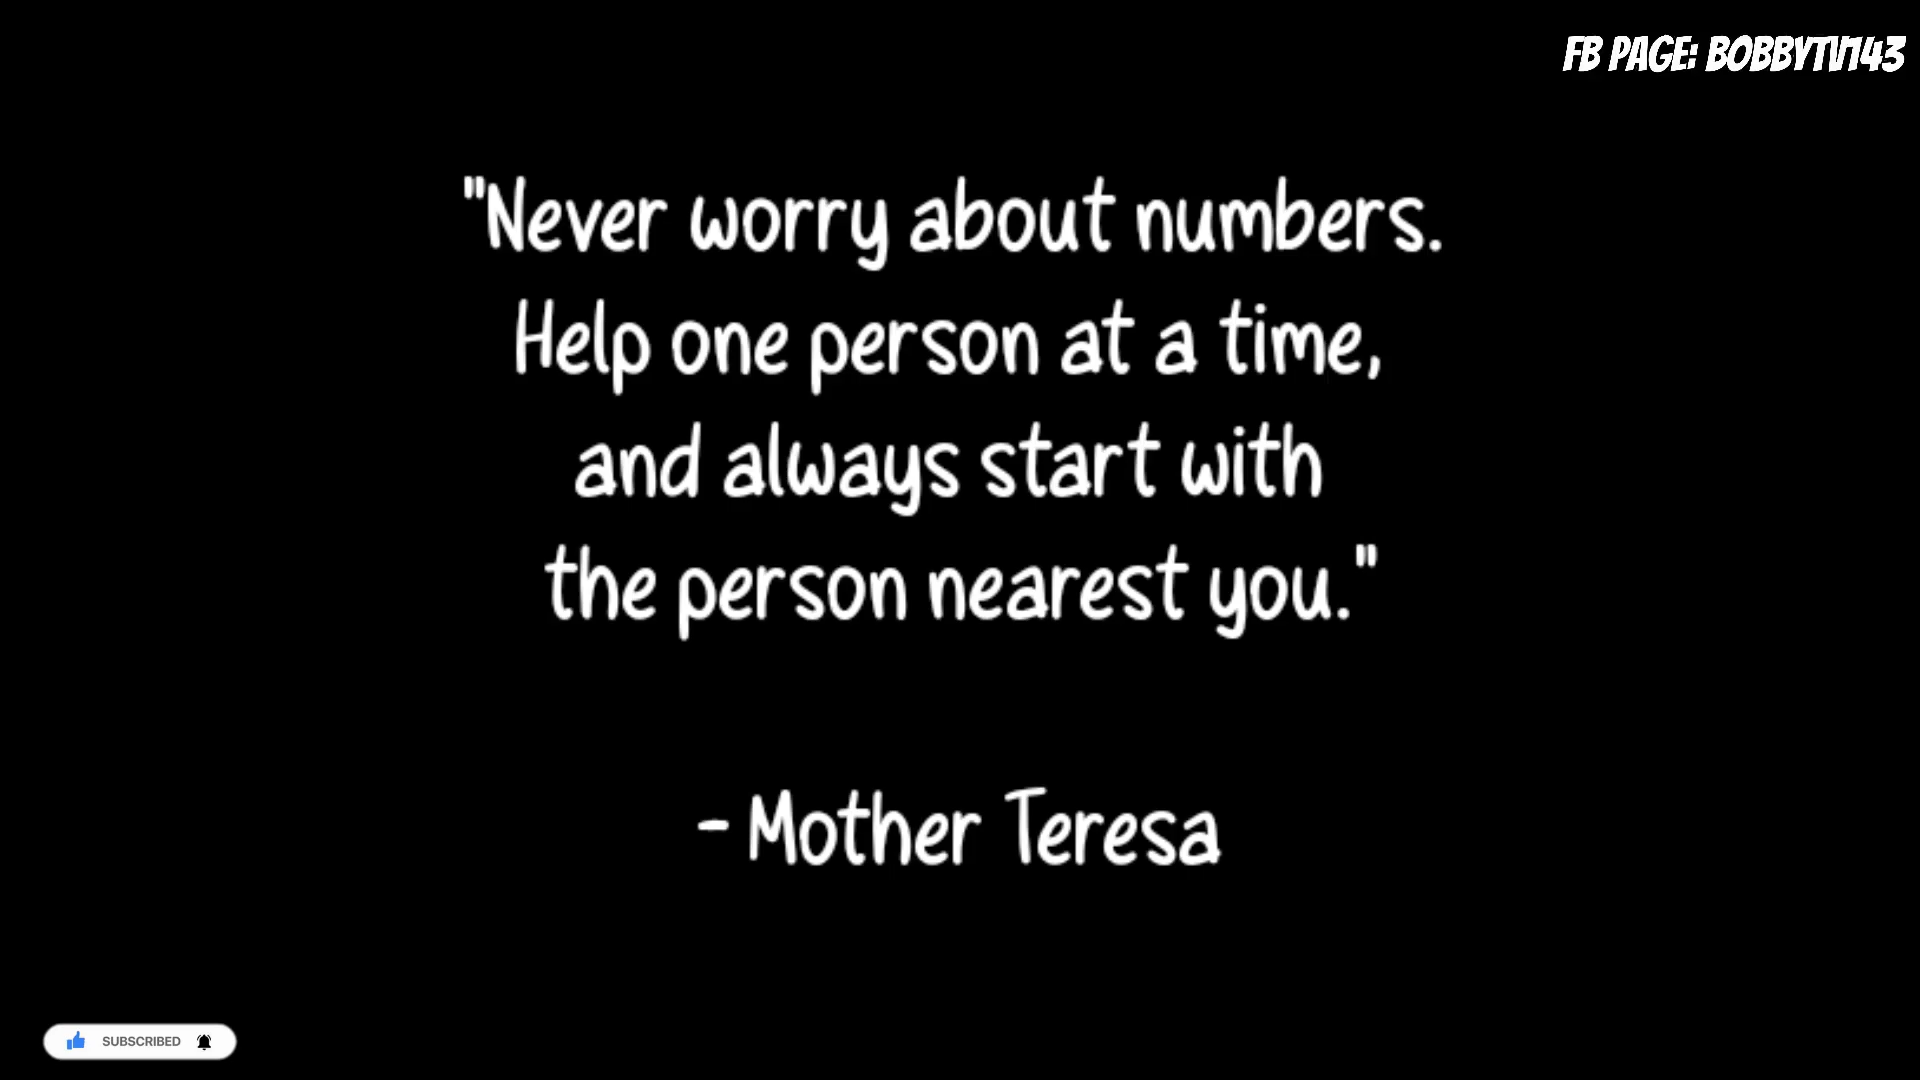 FB PAGE: BOBBYTV143
"Never worry about numbers.
Help one person at a time,
and always start with
the person nearest you."
- Mother Teresa
SUBSCRIBED